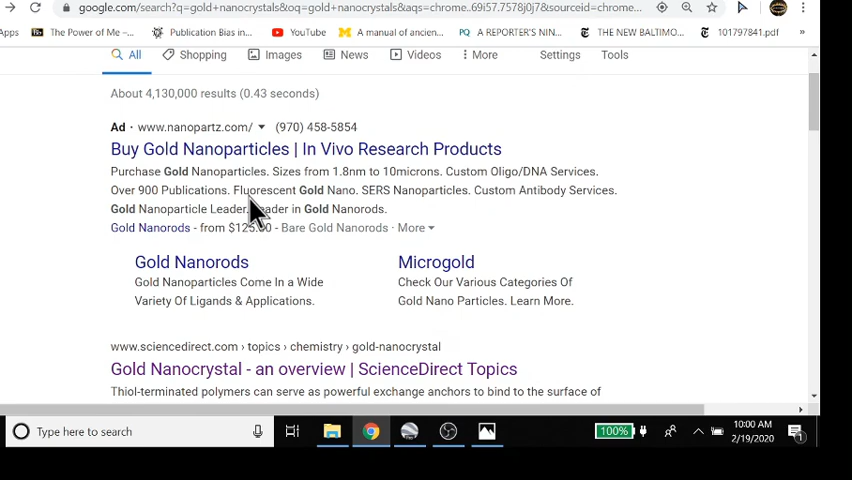 google.com/search?q=gold+nanocrystals&oq=gold+nanocrystals&aqs=chrome..69i57.7578j0j7&sourceid=chrome...
Apps The Power of Me –... Publication Bias in... YouTube A manual of ancien... PQ A REPORTER'S NIN... THE NEW BALTIMO... 101797841.pdf »
All Shopping Images News Videos More Settings Tools
About 4,130,000 results (0.43 seconds)
Ad · www.nanopartz.com/ (970) 458-5854
Buy Gold Nanoparticles | In Vivo Research Products
Purchase Gold Nanoparticles. Sizes from 1.8nm to 10microns. Custom Oligo/DNA Services.
Over 900 Publications. Fluorescent Gold Nano. SERS Nanoparticles. Custom Antibody Services.
Gold Nanoparticle Leader. Leader in Gold Nanorods.
Gold Nanorods - from $125.00 - Bare Gold Nanorods · More
Gold Nanorods
Gold Nanoparticles Come In a Wide
Variety Of Ligands & Applications.
Microgold
Check Our Various Categories Of
Gold Nano Particles. Learn More.
www.sciencedirect.com › topics › chemistry › gold-nanocrystal
Gold Nanocrystal - an overview | ScienceDirect Topics
Thiol-terminated polymers can serve as powerful exchange anchors to bind to the surface of
Type here to search
100%
10:00 AM
2/19/2020
1